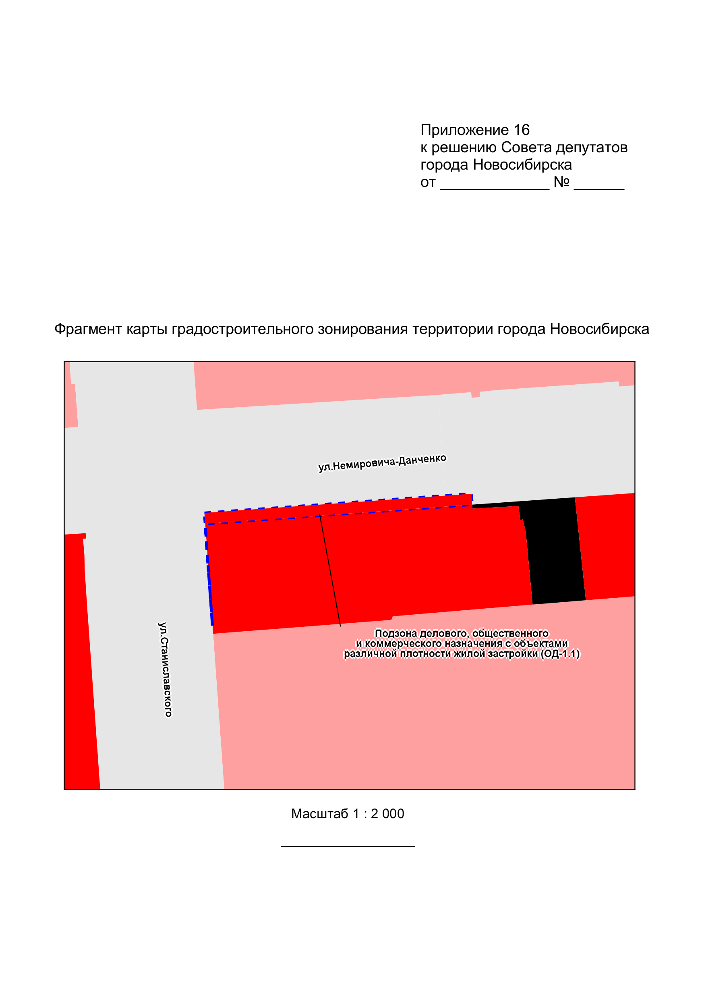 Приложение 16
к решению Совета депутатов
города Новосибирска
от _____________ № ______
Фрагмент карты градостроительного зонирования территории города Новосибирска
ул.Немировича-Данченко
ул.Станиславского
Подзона делового, общественного
и коммерческого назначения с объектами
различной плотности жилой застройки (ОД-1.1)
Масштаб 1 : 2 000